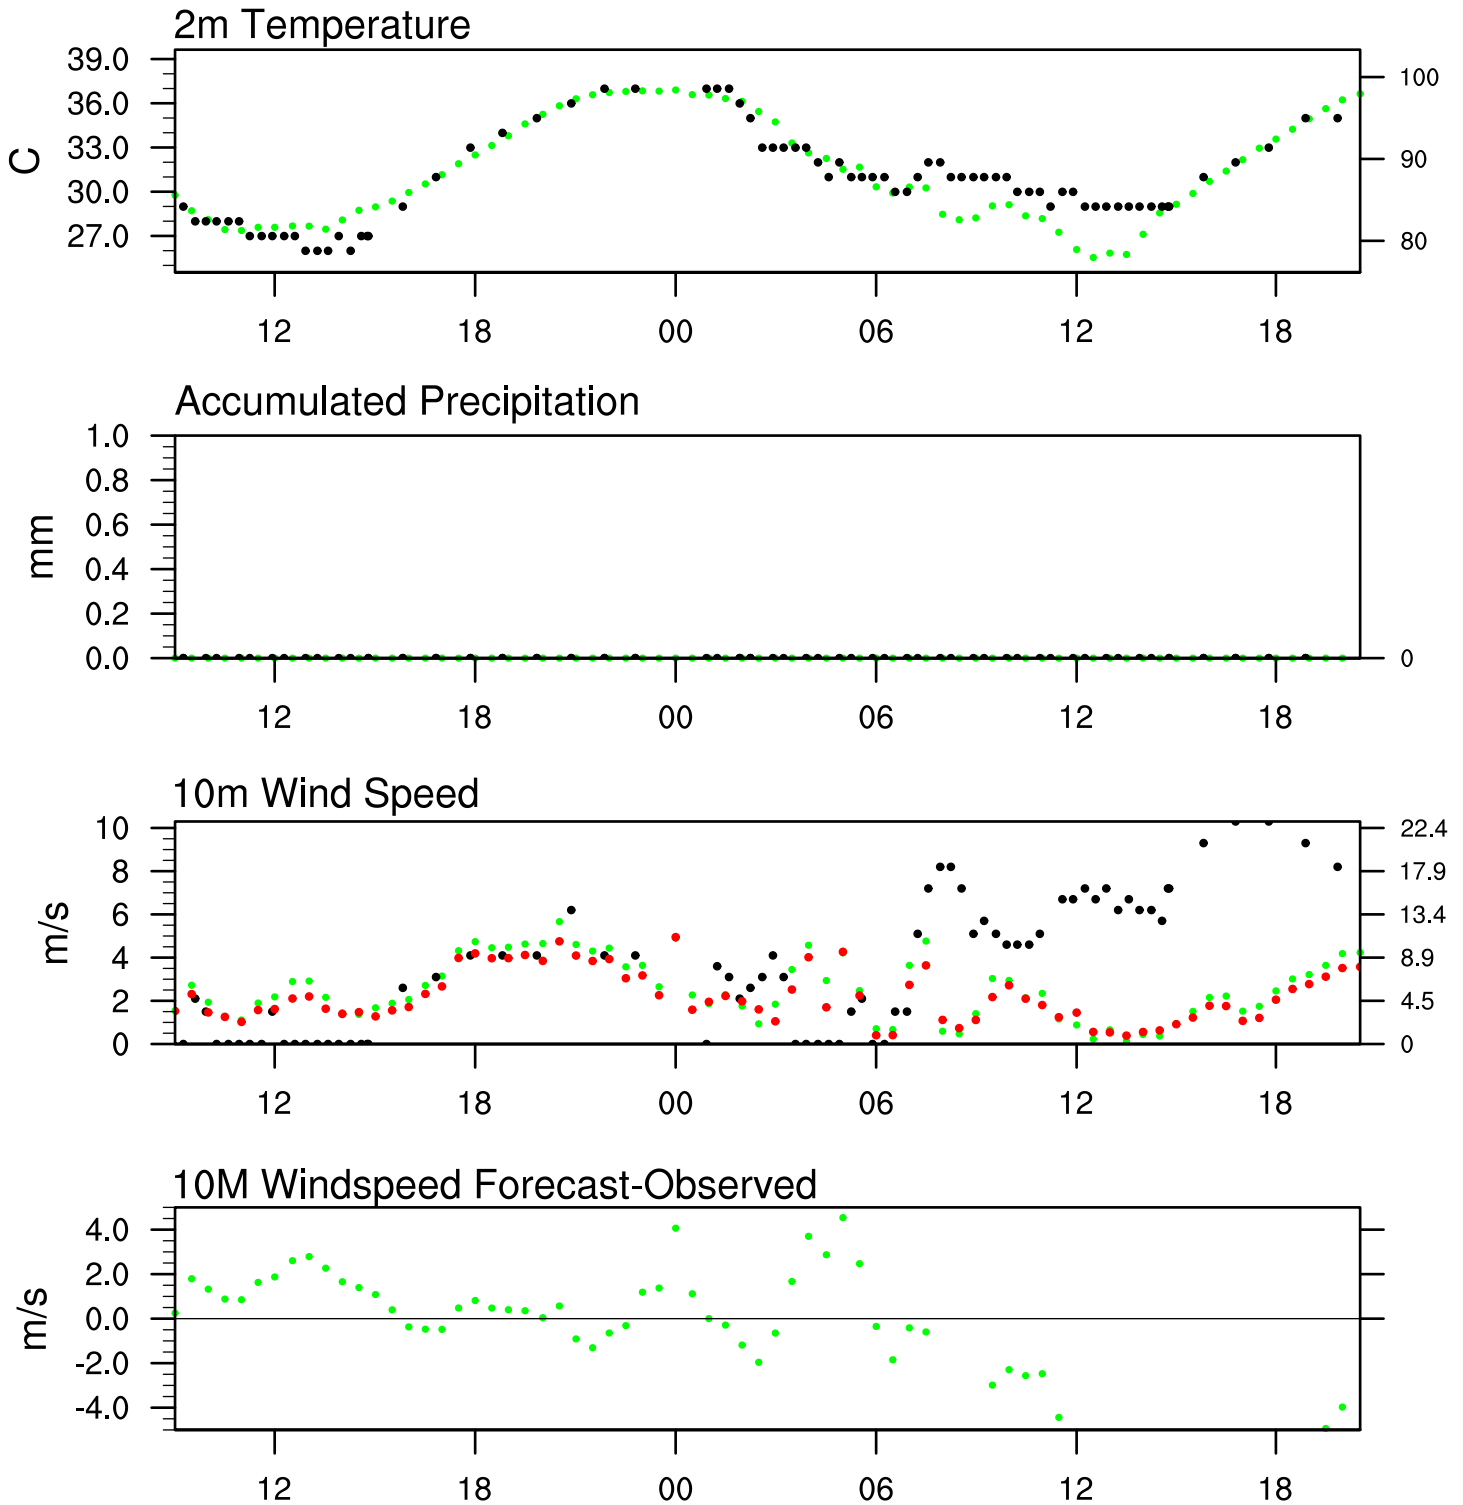 2m Temperature
39.0
36.0
33.0
30.0
27.0
C
100
90
80
12 18 00 06 12 18
Accumulated Precipitation
1.0
0.8
0.6
0.4
0.2
0.0
mm
0
12 18 00 06 12 18
10m Wind Speed
10
8
6
4
2
0
m/s
22.4
17.9
13.4
8.9
4.5
0
12 18 00 06 12 18
10M Windspeed Forecast-Observed
4.0
2.0
0.0
-2.0
-4.0
m/s
12 18 00 06 12 18